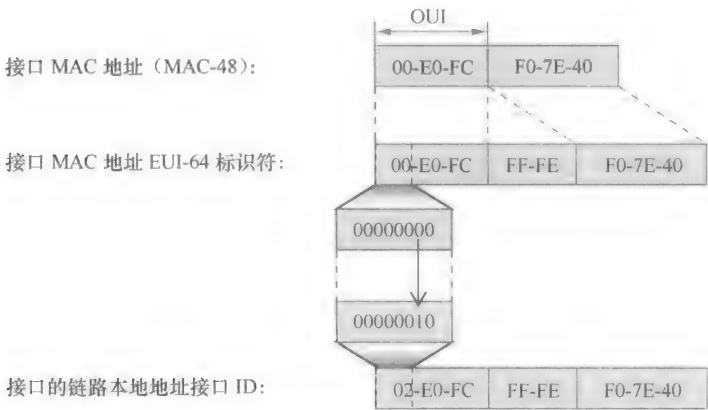 OUI
接口 MAC 地址（MAC-48）: 00-E0-FC F0-7E-40
接口 MAC 地址 EUI-64 标识符: 00-E0-FC FF-FE F0-7E-40
00000000
00000010
接口的链路本地地址接口 ID: 02-E0-FC FF-FE F0-7E-40